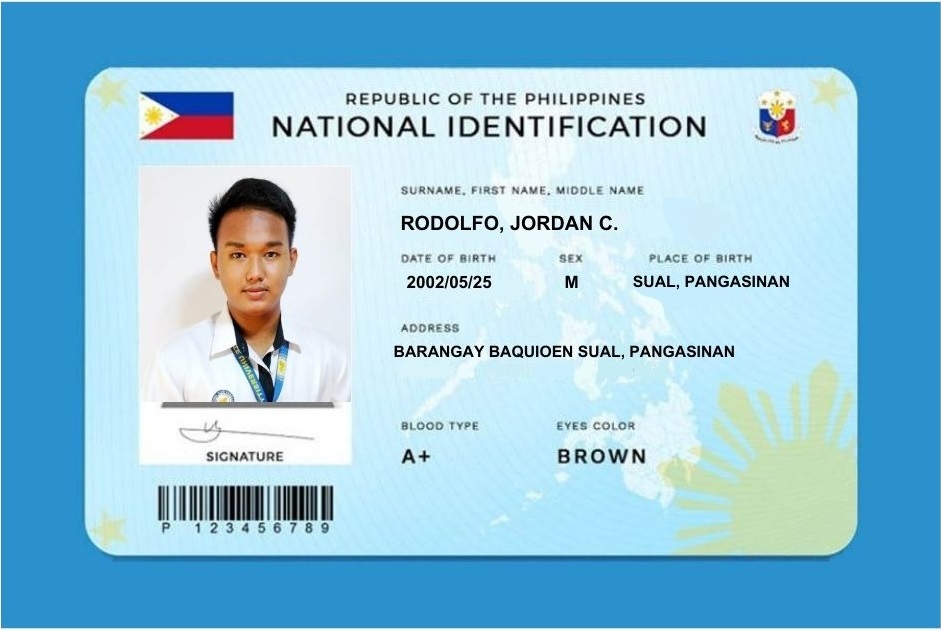 REPUBLIC OF THE PHILIPPINES
NATIONAL IDENTIFICATION
SURNAME, FIRST NAME, MIDDLE NAME
RODOLFO, JORDAN C.
DATE OF BIRTH SEX PLACE OF BIRTH
2002/05/25 M SUAL, PANGASINAN
ADDRESS
BARANGAY BAQUIOEN SUAL, PANGASINAN
BLOOD TYPE EYES COLOR
A+ BROWN
SIGNATURE
P 123456789